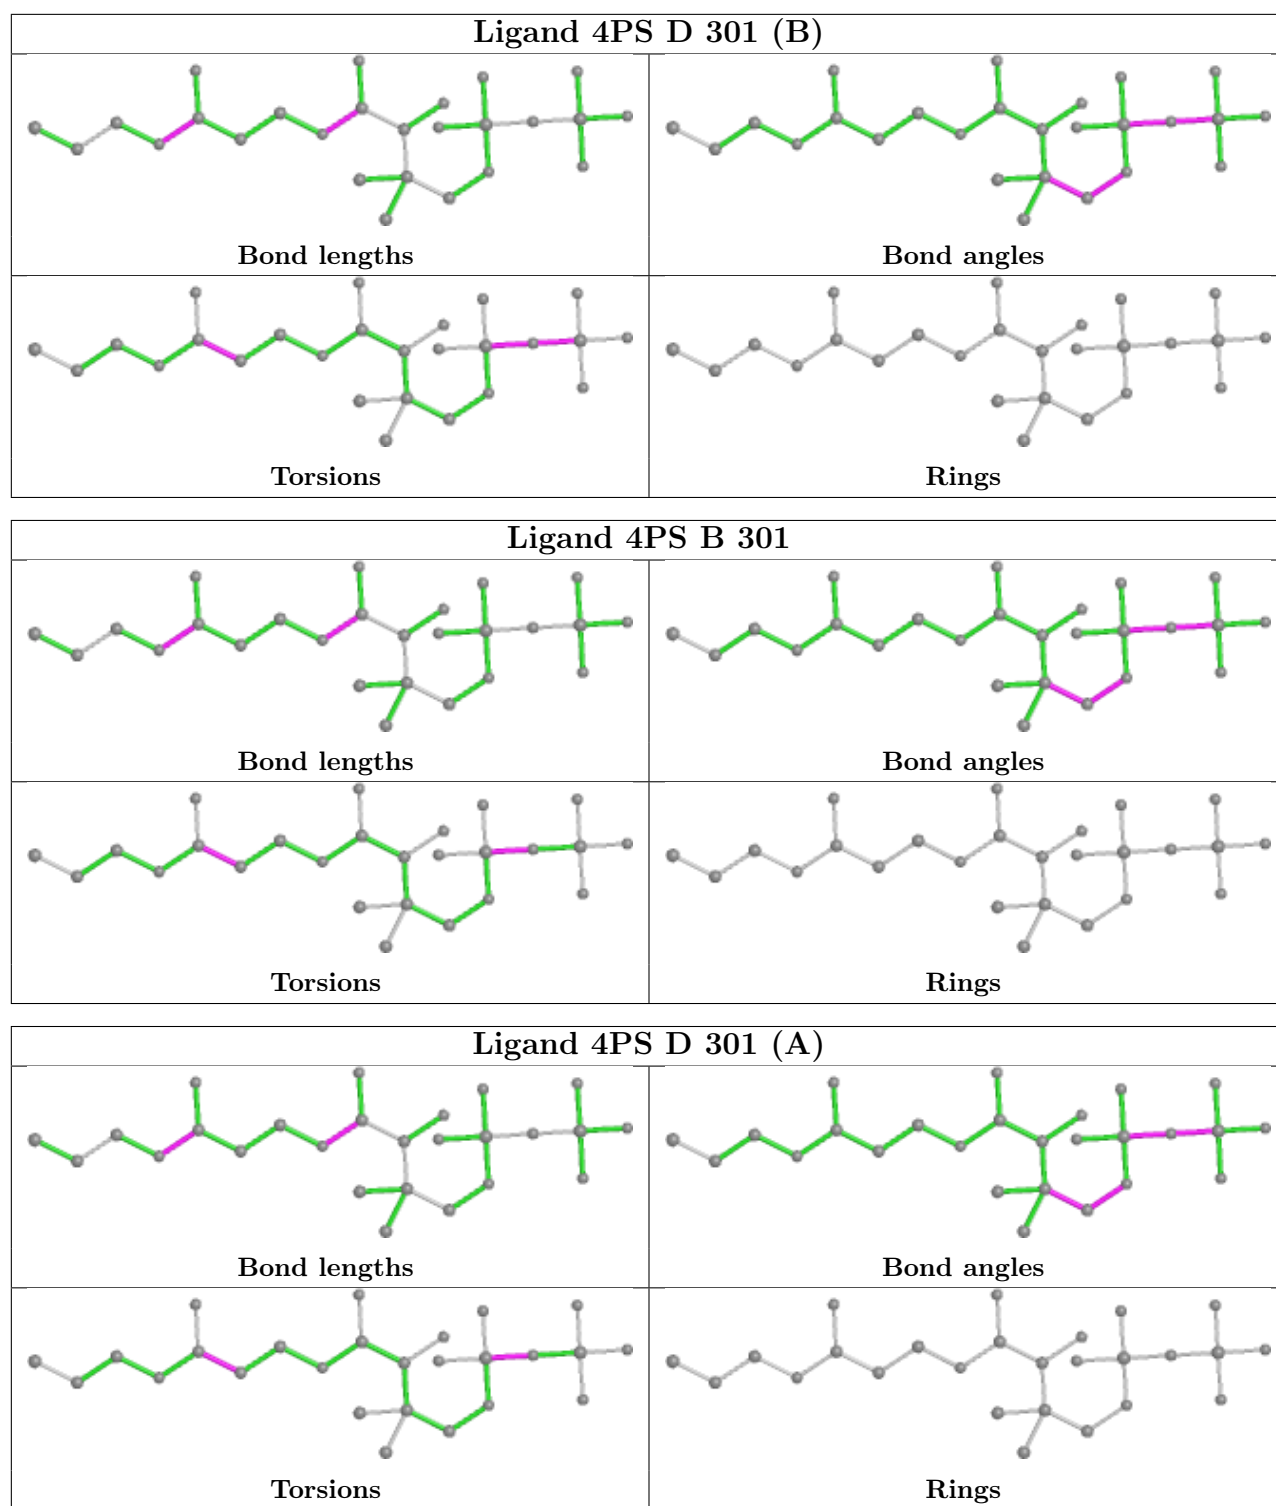 Ligand 4PS D 301 (B)
Bond lengths
Bond angles
Torsions
Rings
Ligand 4PS B 301
Bond lengths
Bond angles
Torsions
Rings
Ligand 4PS D 301 (A)
Bond lengths
Bond angles
Torsions
Rings